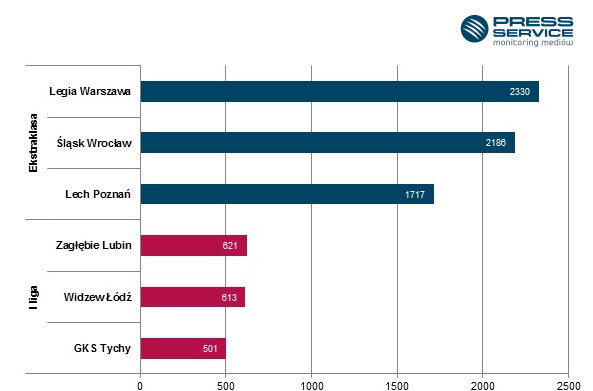 PRESS
SERVICE
monitoring mediów
Ekstraklasa
Legia Warszawa 2330
Śląsk Wrocław 2186
Lech Poznań 1717
I liga
Zagłębie Lubin 621
Widzew Łódź 613
GKS Tychy 501
0 500 1000 1500 2000 2500